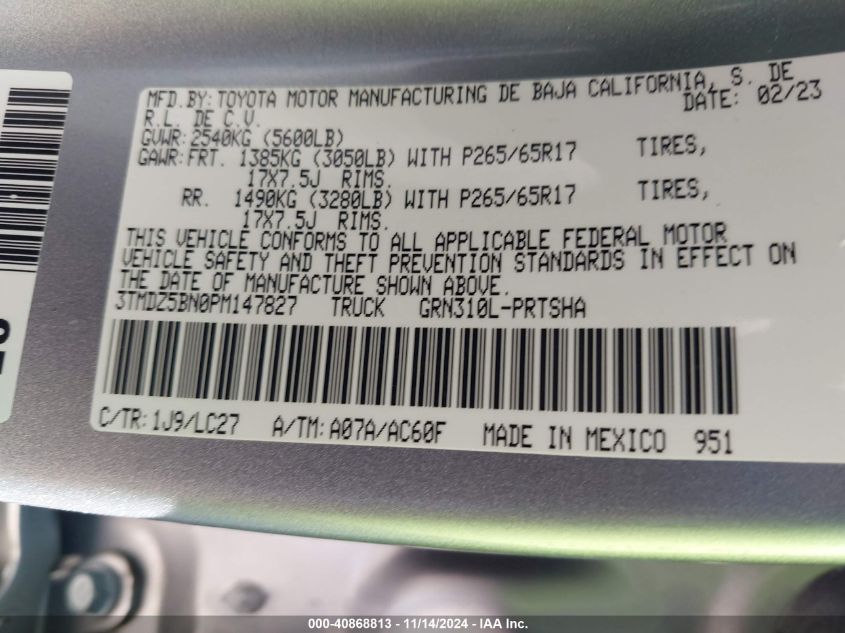 MFD.BY: TOYOTA MOTOR MANUFACTURING DE BAJA CALIFORNIA, S. DE
R.L. DE C.V. DATE: 02/23
GVWR: 2540KG (5600LB)
GAWR: FRT. 1385KG (3050LB) WITH P265/65R17 TIRES,
17X7.5J RIMS.
RR. 1490KG (3280LB) WITH P265/65R17 TIRES,
17X7.5J RIMS.
THIS VEHICLE CONFORMS TO ALL APPLICABLE FEDERAL MOTOR
VEHICLE SAFETY AND THEFT PREVENTION STANDARDS IN EFFECT ON
THE DATE OF MANUFACTURE SHOWN ABOVE.
3TMDZ5BN0PM147827 TRUCK GRN310L-PRTSHA
C/TR: 1J9/LC27 A/TM: A07A/AC60F MADE IN MEXICO 951
000-40868813 - 11/14/2024 - 1STAR TOWING INC.